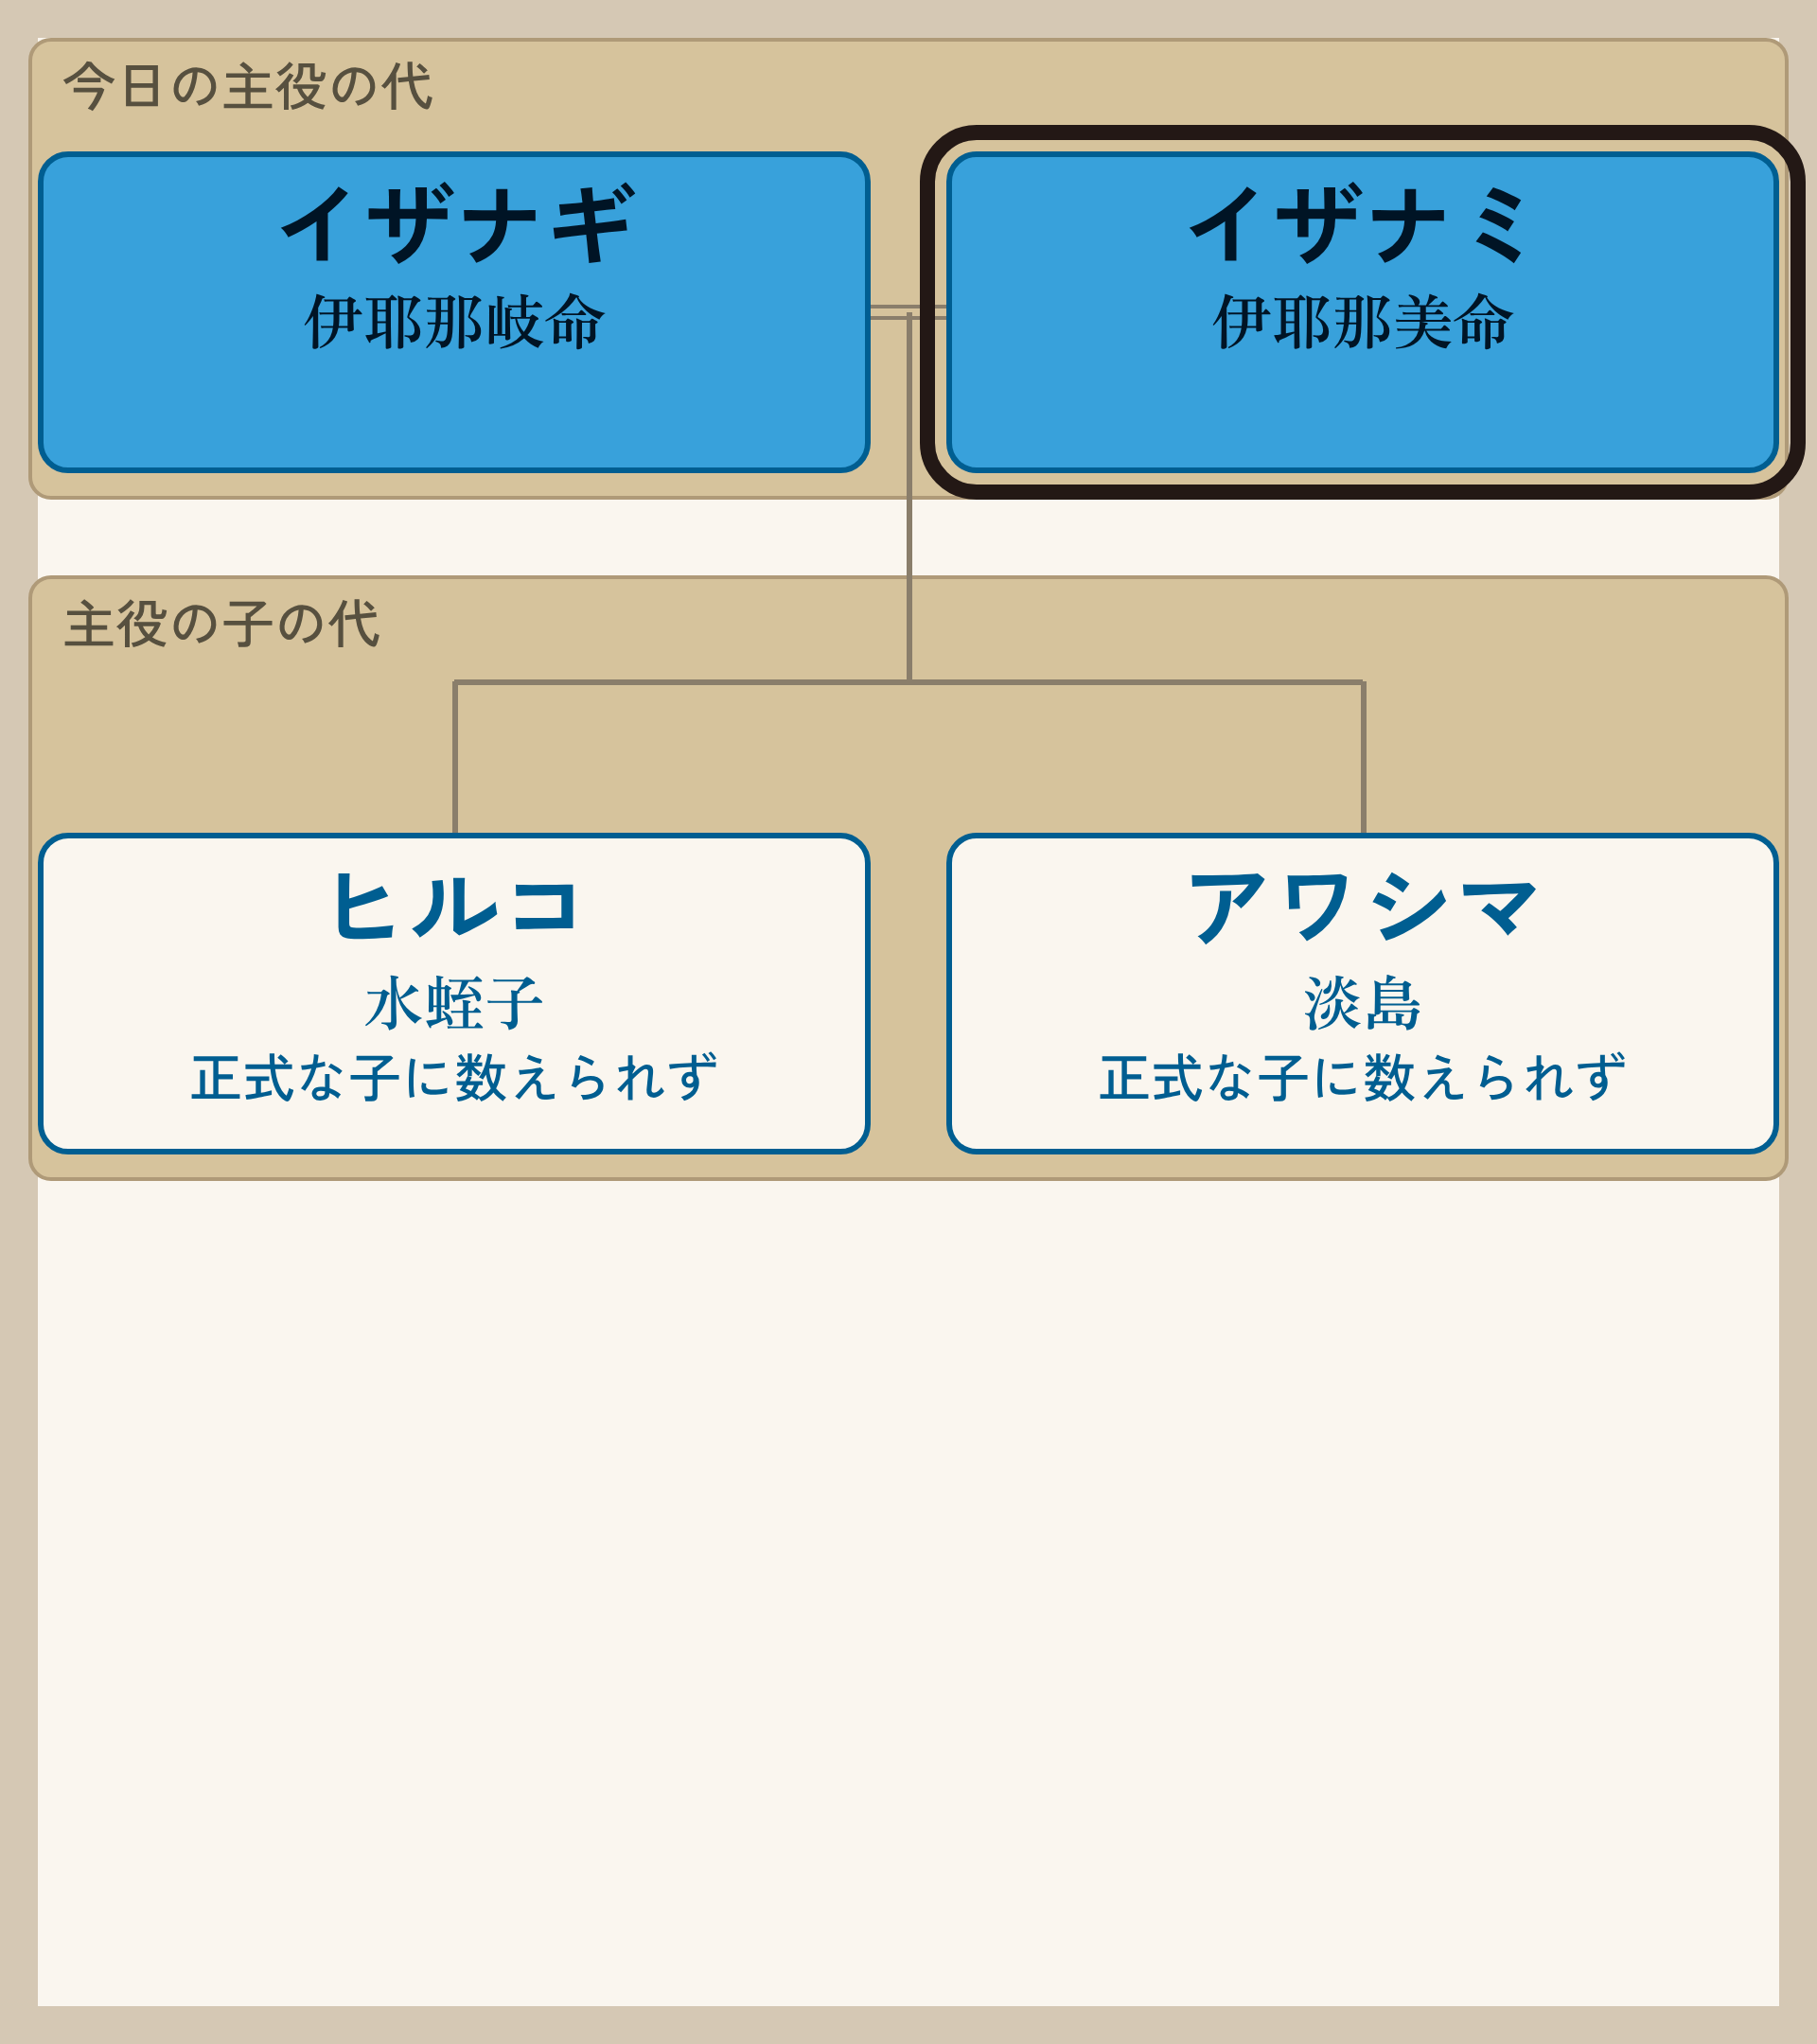 今日の主役の代
イザナギ
伊耶那岐命
イザナミ
伊耶那美命
主役の子の代
ヒルコ
水蛭子
正式な子に数えられず
アワシマ
淡島
正式な子に数えられず